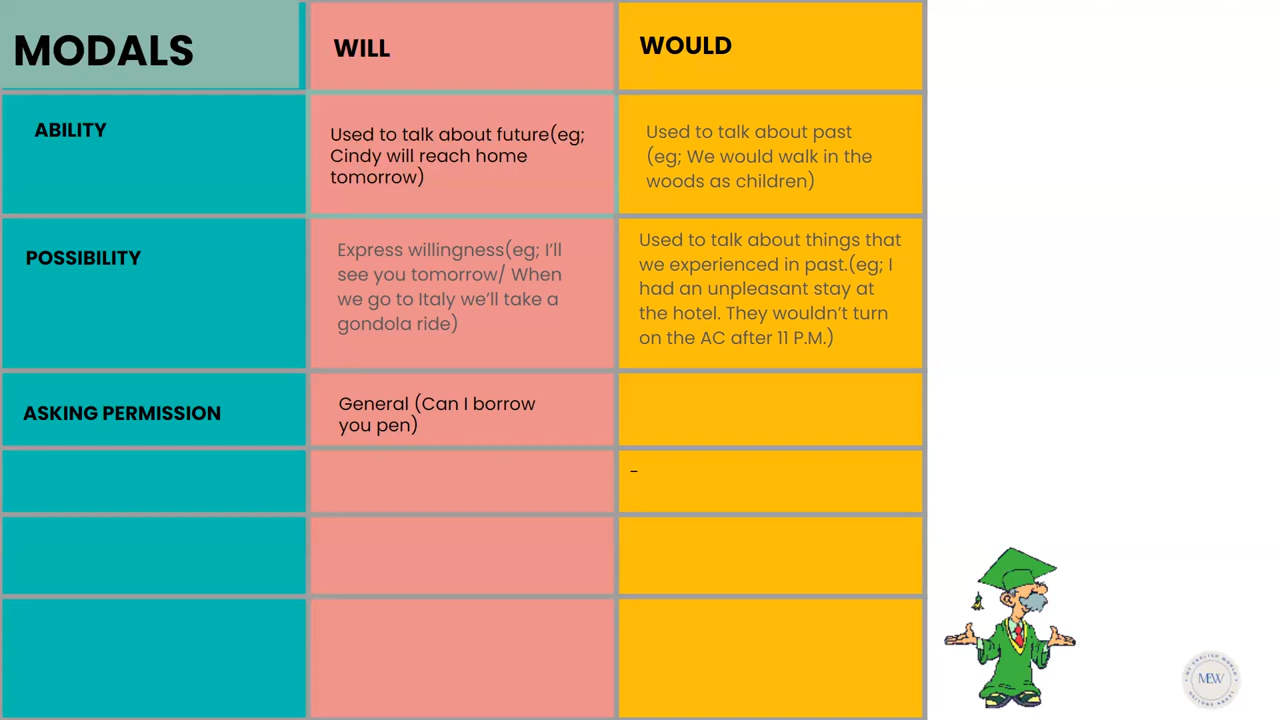 MODALS
WILL
WOULD
ABILITY
Used to talk about future(eg;
Cindy will reach home
tomorrow)
Used to talk about past
(eg; We would walk in the
woods as children)
POSSIBILITY
Express willingness(eg; I’ll
see you tomorrow/ When
we go to Italy we’ll take a
gondola ride)
Used to talk about things that
we experienced in past.(eg; I
had an unpleasant stay at
the hotel. They wouldn’t turn
on the AC after 11 P.M.)
ASKING PERMISSION
General (Can I borrow
you pen)
-
MY ENGLISH WORLD
MEW